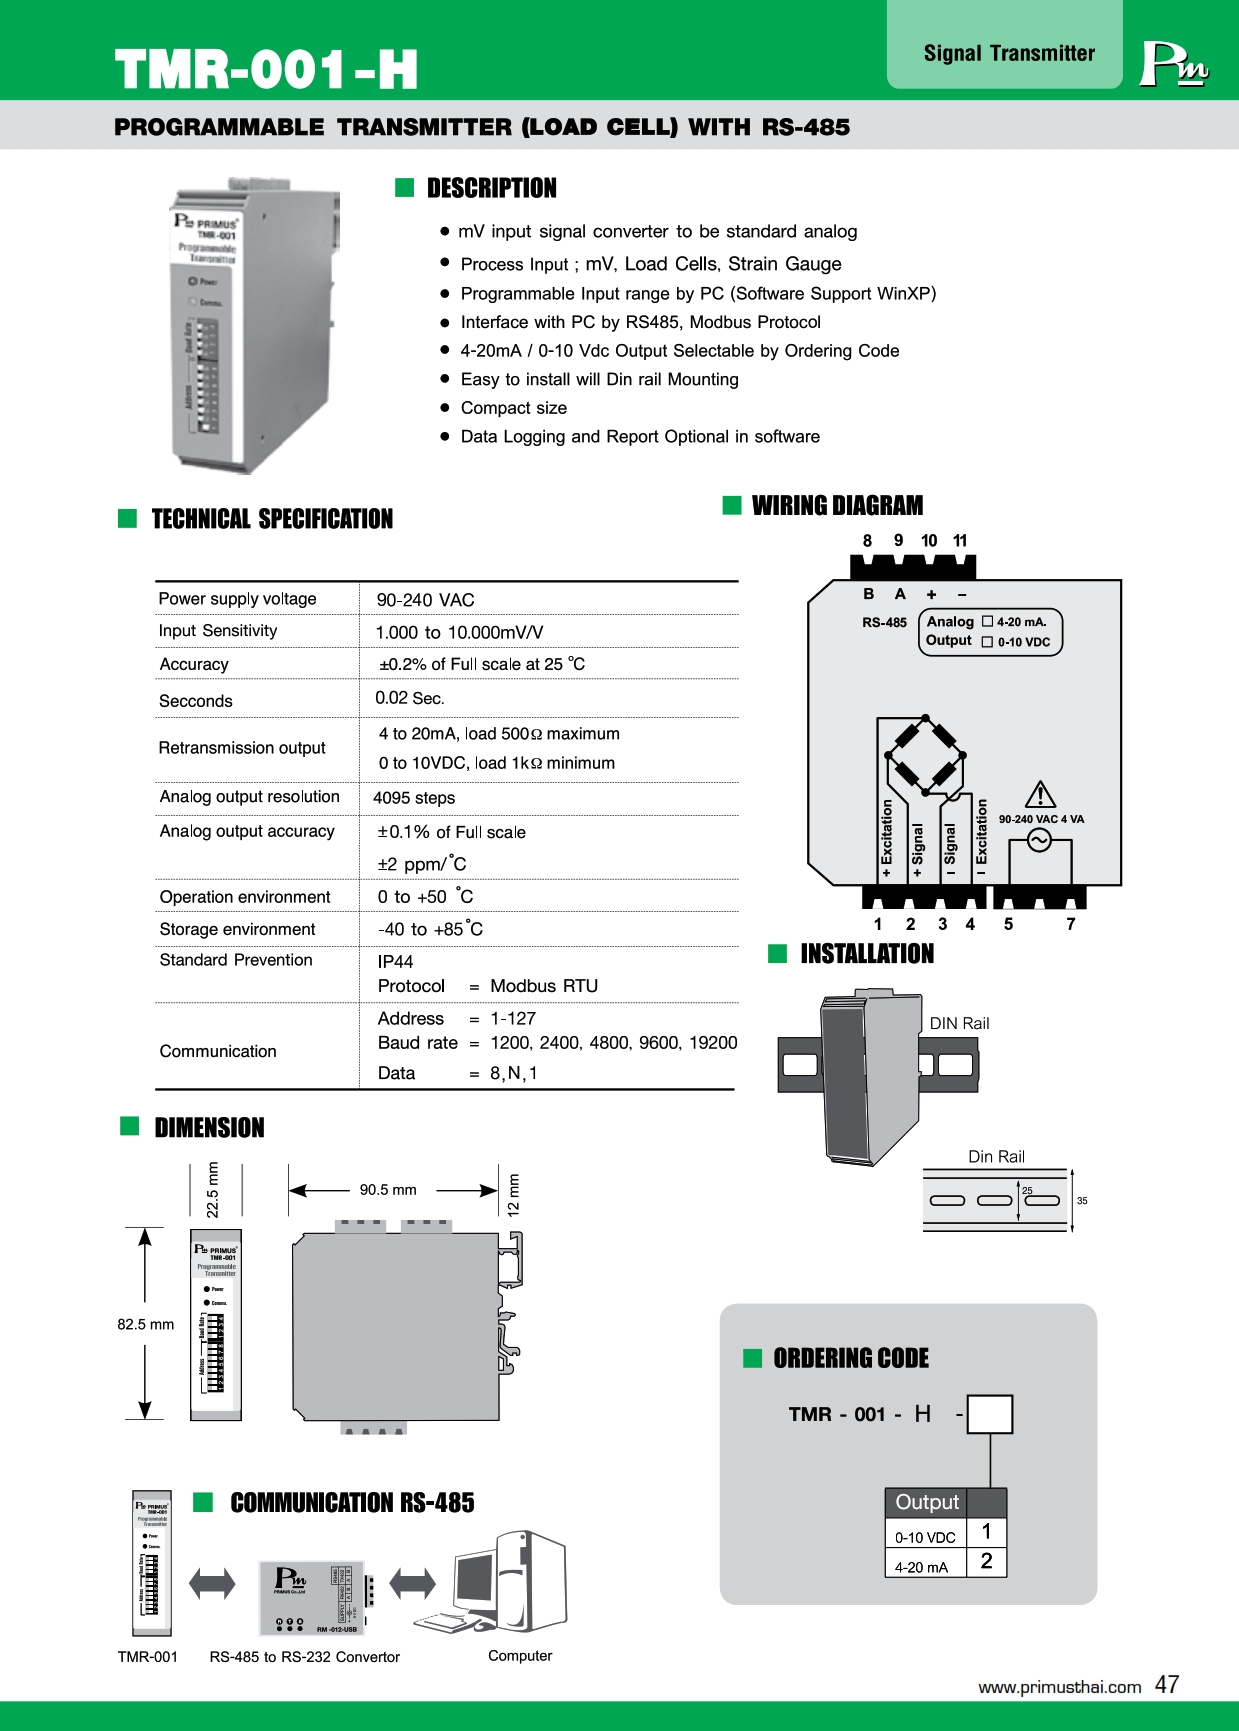 TMR-001-H
Signal Transmitter
Pm
PROGRAMMABLE TRANSMITTER (LOAD CELL) WITH RS-485
Pm PRIMUS
TMR-001
Programmable
Transmitter
Power
Commu.
Baud Rate
Address
DESCRIPTION
● mV input signal converter to be standard analog
● Process Input ; mV, Load Cells, Strain Gauge
● Programmable Input range by PC (Software Support WinXP)
● Interface with PC by RS485, Modbus Protocol
● 4-20mA / 0-10 Vdc Output Selectable by Ordering Code
● Easy to install will Din rail Mounting
● Compact size
● Data Logging and Report Optional in software
TECHNICAL SPECIFICATION
Power supply voltage 90-240 VAC
Input Sensitivity 1.000 to 10.000mV/V
Accuracy ±0.2% of Full scale at 25 °C
Secconds 0.02 Sec.
Retransmission output 4 to 20mA, load 500Ω maximum
0 to 10VDC, load 1kΩ minimum
Analog output resolution 4095 steps
Analog output accuracy ±0.1% of Full scale
±2 ppm/°C
Operation environment 0 to +50 °C
Storage environment -40 to +85°C
Standard Prevention IP44
Protocol = Modbus RTU
Communication
Address = 1-127
Baud rate = 1200, 2400, 4800, 9600, 19200
Data = 8,N,1
WIRING DIAGRAM
8 9 10 11
B A + –
RS-485
Analog 4-20 mA.
Output 0-10 VDC
+ Excitation
+ Signal
– Signal
– Excitation
90-240 VAC 4 VA
1 2 3 4 5 7
INSTALLATION
DIN Rail
Din Rail
25
35
DIMENSION
22.5 mm
90.5 mm
12 mm
82.5 mm
Pm PRIMUS
TMR-001
Programmable
Transmitter
Power
Commu.
Baud Rate
Address
ORDERING CODE
TMR - 001 - H -
Output
0-10 VDC 1
4-20 mA 2
COMMUNICATION RS-485
Pm PRIMUS
TMR-001
Programmable
Transmitter
Power
Commu.
Baud Rate
Address
Pm
PRIMUS Co.,Ltd
RM -012-USB
TMR-001
RS-485 to RS-232 Convertor
Computer
www.primusthai.com 47